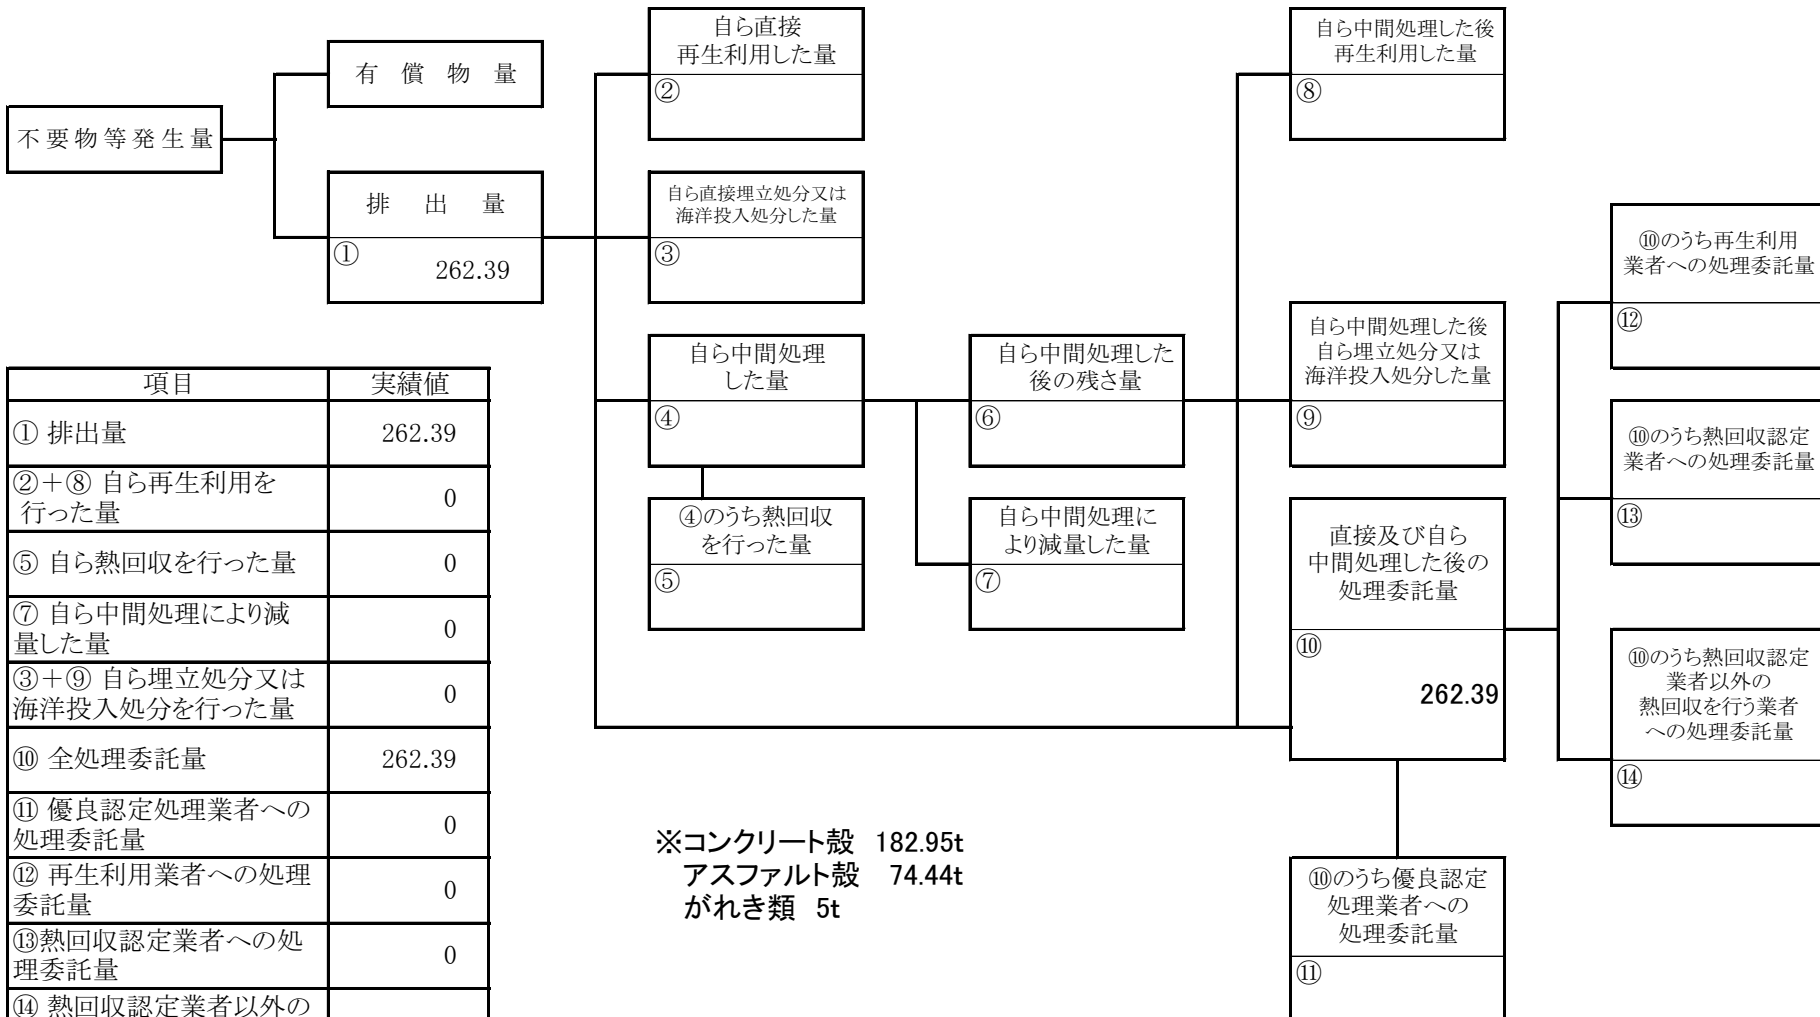 不要物等発生量
有償物量
排出量
①
262.39
自ら直接
再生利用した量
②
自ら直接埋立処分又は
海洋投入処分した量
③
自ら中間処理
した量
④
④のうち熱回収
を行った量
⑤
自ら中間処理した
後の残さ量
⑥
自ら中間処理に
より減量した量
⑦
自ら中間処理した後
再生利用した量
⑧
自ら中間処理した後
自ら埋立処分又は
海洋投入処分した量
⑨
直接及び自ら
中間処理した後の
処理委託量
⑩
262.39
⑩のうち優良認定
処理業者への
処理委託量
⑪
⑩のうち再生利用
業者への処理委託量
⑫
⑩のうち熱回収認定
業者への処理委託量
⑬
⑩のうち熱回収認定
業者以外の
熱回収を行う業者
への処理委託量
⑭
項目 実績値
① 排出量 262.39
②+⑧ 自ら再生利用を
行った量 0
⑤ 自ら熱回収を行った量 0
⑦ 自ら中間処理により減
量した量 0
③+⑨ 自ら埋立処分又は
海洋投入処分を行った量 0
⑩ 全処理委託量 262.39
⑪ 優良認定処理業者への
処理委託量 0
⑫ 再生利用業者への処理
委託量 0
⑬熱回収認定業者への処
理委託量 0
⑭ 熱回収認定業者以外の
※コンクリート殻 182.95t
アスファルト殻 74.44t
がれき類 5t